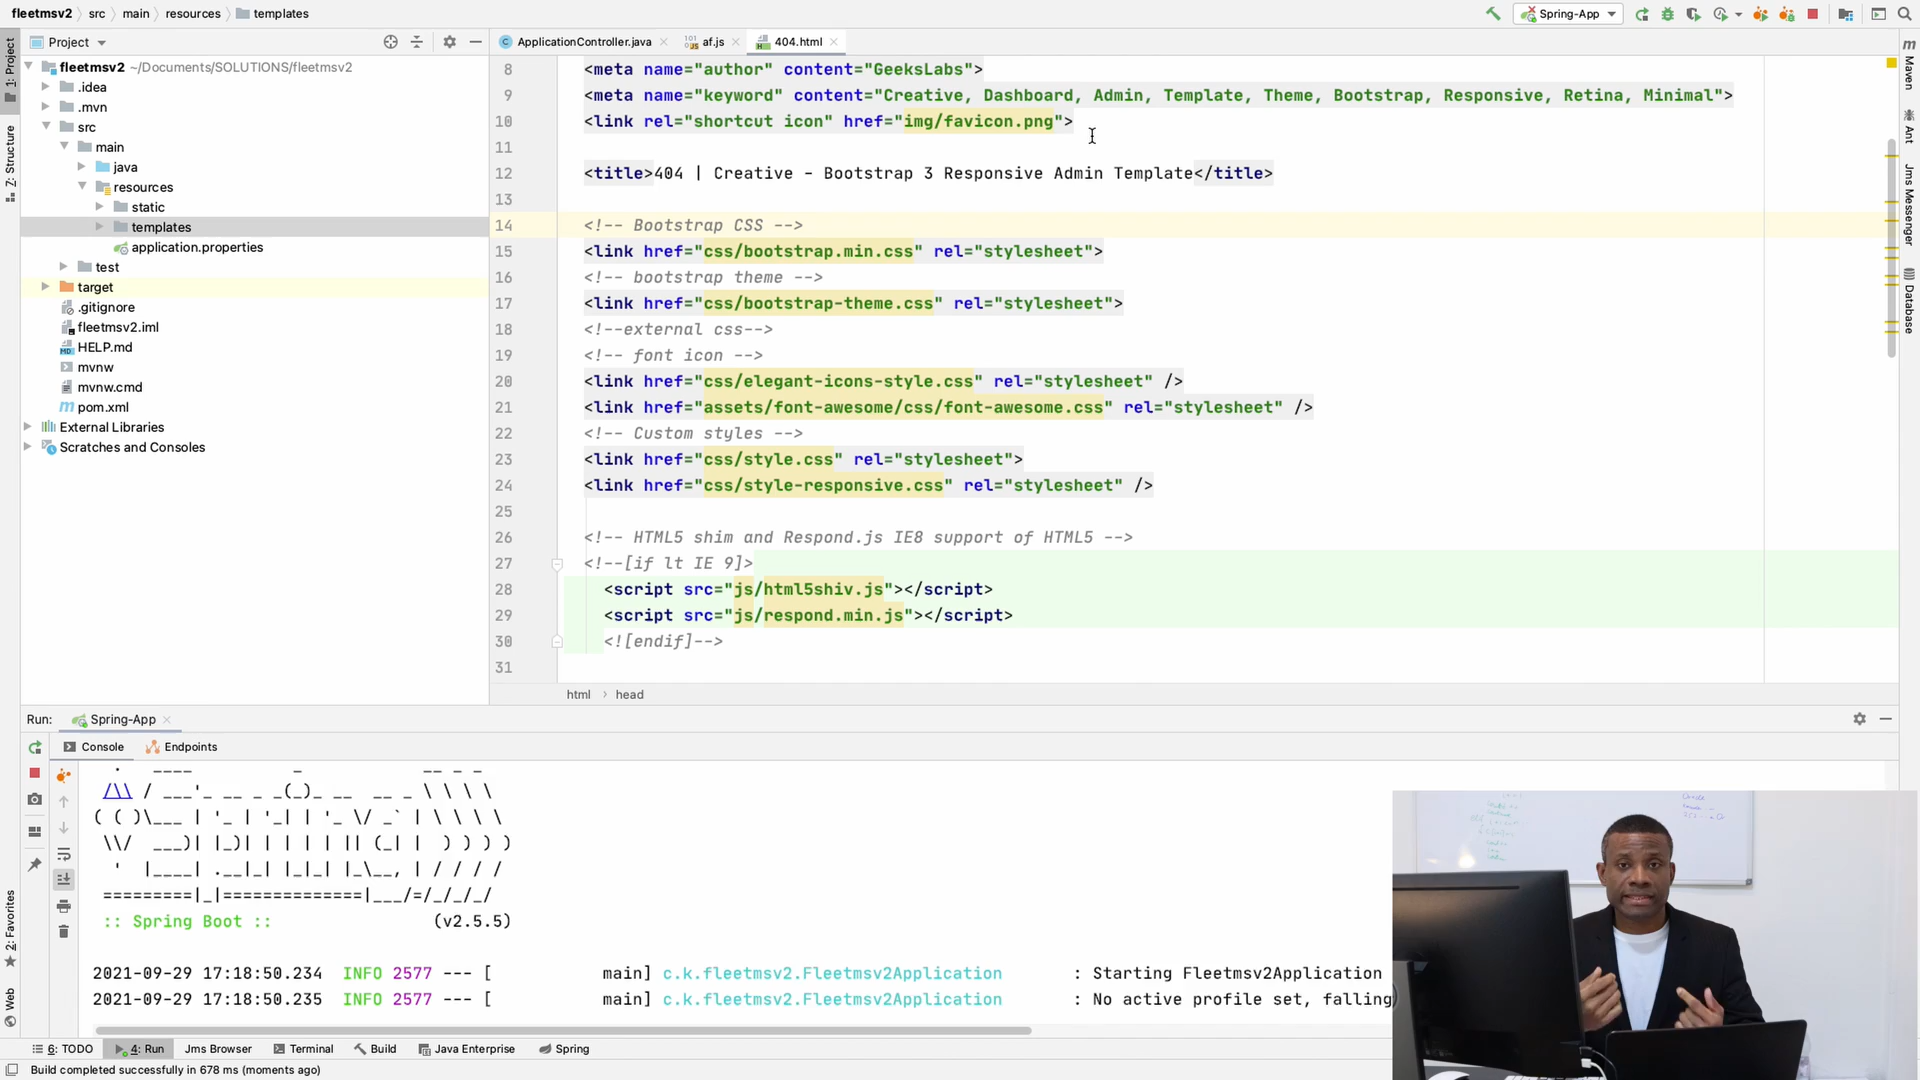 fleetmsv2 › src › main › resources › templates
Spring-App
Project
ApplicationController.java
af.js
404.html
fleetmsv2 ~/Documents/SOLUTIONS/fleetmsv2
.idea
.mvn
src
main
java
resources
static
templates
application.properties
test
target
.gitignore
fleetmsv2.iml
HELP.md
mvnw
mvnw.cmd
pom.xml
External Libraries
Scratches and Consoles
1: Project
Z: Structure
2: Favorites
Web
8 <meta name="author" content="GeeksLabs">
9 <meta name="keyword" content="Creative, Dashboard, Admin, Template, Theme, Bootstrap, Responsive, Retina, Minimal">
10 <link rel="shortcut icon" href="img/favicon.png">
11
12 <title>404 | Creative - Bootstrap 3 Responsive Admin Template</title>
13
14 <!-- Bootstrap CSS -->
15 <link href="css/bootstrap.min.css" rel="stylesheet">
16 <!-- bootstrap theme -->
17 <link href="css/bootstrap-theme.css" rel="stylesheet">
18 <!--external css-->
19 <!-- font icon -->
20 <link href="css/elegant-icons-style.css" rel="stylesheet" />
21 <link href="assets/font-awesome/css/font-awesome.css" rel="stylesheet" />
22 <!-- Custom styles -->
23 <link href="css/style.css" rel="stylesheet">
24 <link href="css/style-responsive.css" rel="stylesheet" />
25
26 <!-- HTML5 shim and Respond.js IE8 support of HTML5 -->
27 <!--[if lt IE 9]>
28 <script src="js/html5shiv.js"></script>
29 <script src="js/respond.min.js"></script>
30 <![endif]-->
31
html › head
Maven
Ant
Jms Messenger
Database
Run: Spring-App
Console
Endpoints
:: Spring Boot :: (v2.5.5)
2021-09-29 17:18:50.234 INFO 2577 --- [ main] c.k.fleetmsv2.Fleetmsv2Application : Starting Fleetmsv2Application
2021-09-29 17:18:50.235 INFO 2577 --- [ main] c.k.fleetmsv2.Fleetmsv2Application : No active profile set, falling
6: TODO
4: Run
Jms Browser
Terminal
Build
Java Enterprise
Spring
Build completed successfully in 678 ms (moments ago)